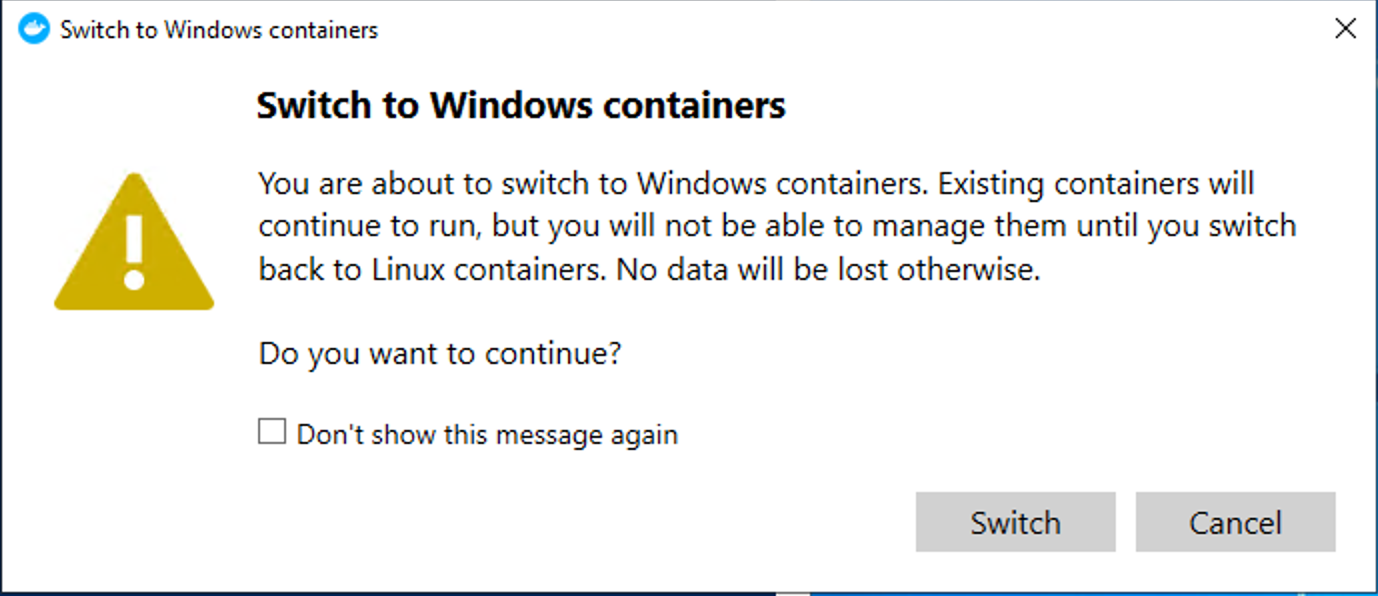 Switch to Windows containers
Switch to Windows containers
You are about to switch to Windows containers. Existing containers will
continue to run, but you will not be able to manage them until you switch
back to Linux containers. No data will be lost otherwise.
Do you want to continue?
Don't show this message again
Switch
Cancel